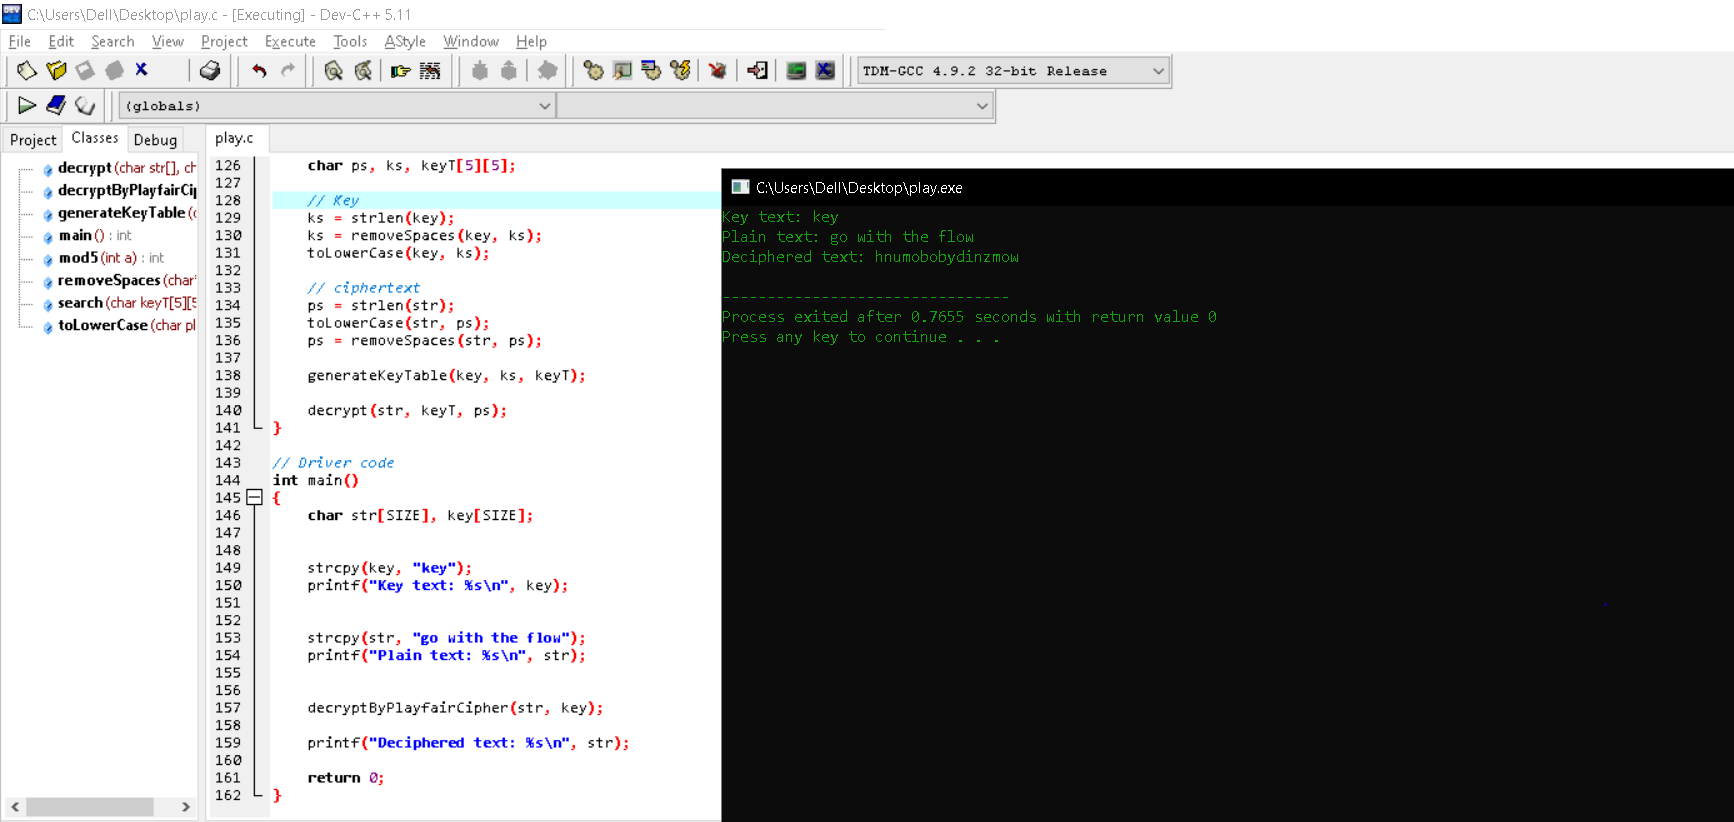 C:\Users\Dell\Desktop\play.c - [Executing] - Dev-C++ 5.11
File Edit Search View Project Execute Tools AStyle Window Help
TDM-GCC 4.9.2 32-bit Release
(globals)
Project Classes Debug
decrypt (char str[], ch
decryptByPlayfairCip
generateKeyTable (c
main () : int
mod5 (int a) : int
removeSpaces (char*
search (char keyT[5][5
toLowerCase (char pl
play.c
126 char ps, ks, keyT[5][5];
127
128 // Key
129 ks = strlen(key);
130 ks = removeSpaces(key, ks);
131 toLowerCase(key, ks);
132
133 // ciphertext
134 ps = strlen(str);
135 toLowerCase(str, ps);
136 ps = removeSpaces(str, ps);
137
138 generateKeyTable(key, ks, keyT);
139
140 decrypt(str, keyT, ps);
141 }
142
143 // Driver code
144 int main()
145 {
146 char str[SIZE], key[SIZE];
147
148
149 strcpy(key, "key");
150 printf("Key text: %s\n", key);
151
152
153 strcpy(str, "go with the flow");
154 printf("Plain text: %s\n", str);
155
156
157 decryptByPlayfairCipher(str, key);
158
159 printf("Deciphered text: %s\n", str);
160
161 return 0;
162 }
C:\Users\Dell\Desktop\play.exe
Key text: key
Plain text: go with the flow
Deciphered text: hnumobobydinzmow
--------------------------------
Process exited after 0.7655 seconds with return value 0
Press any key to continue . . .